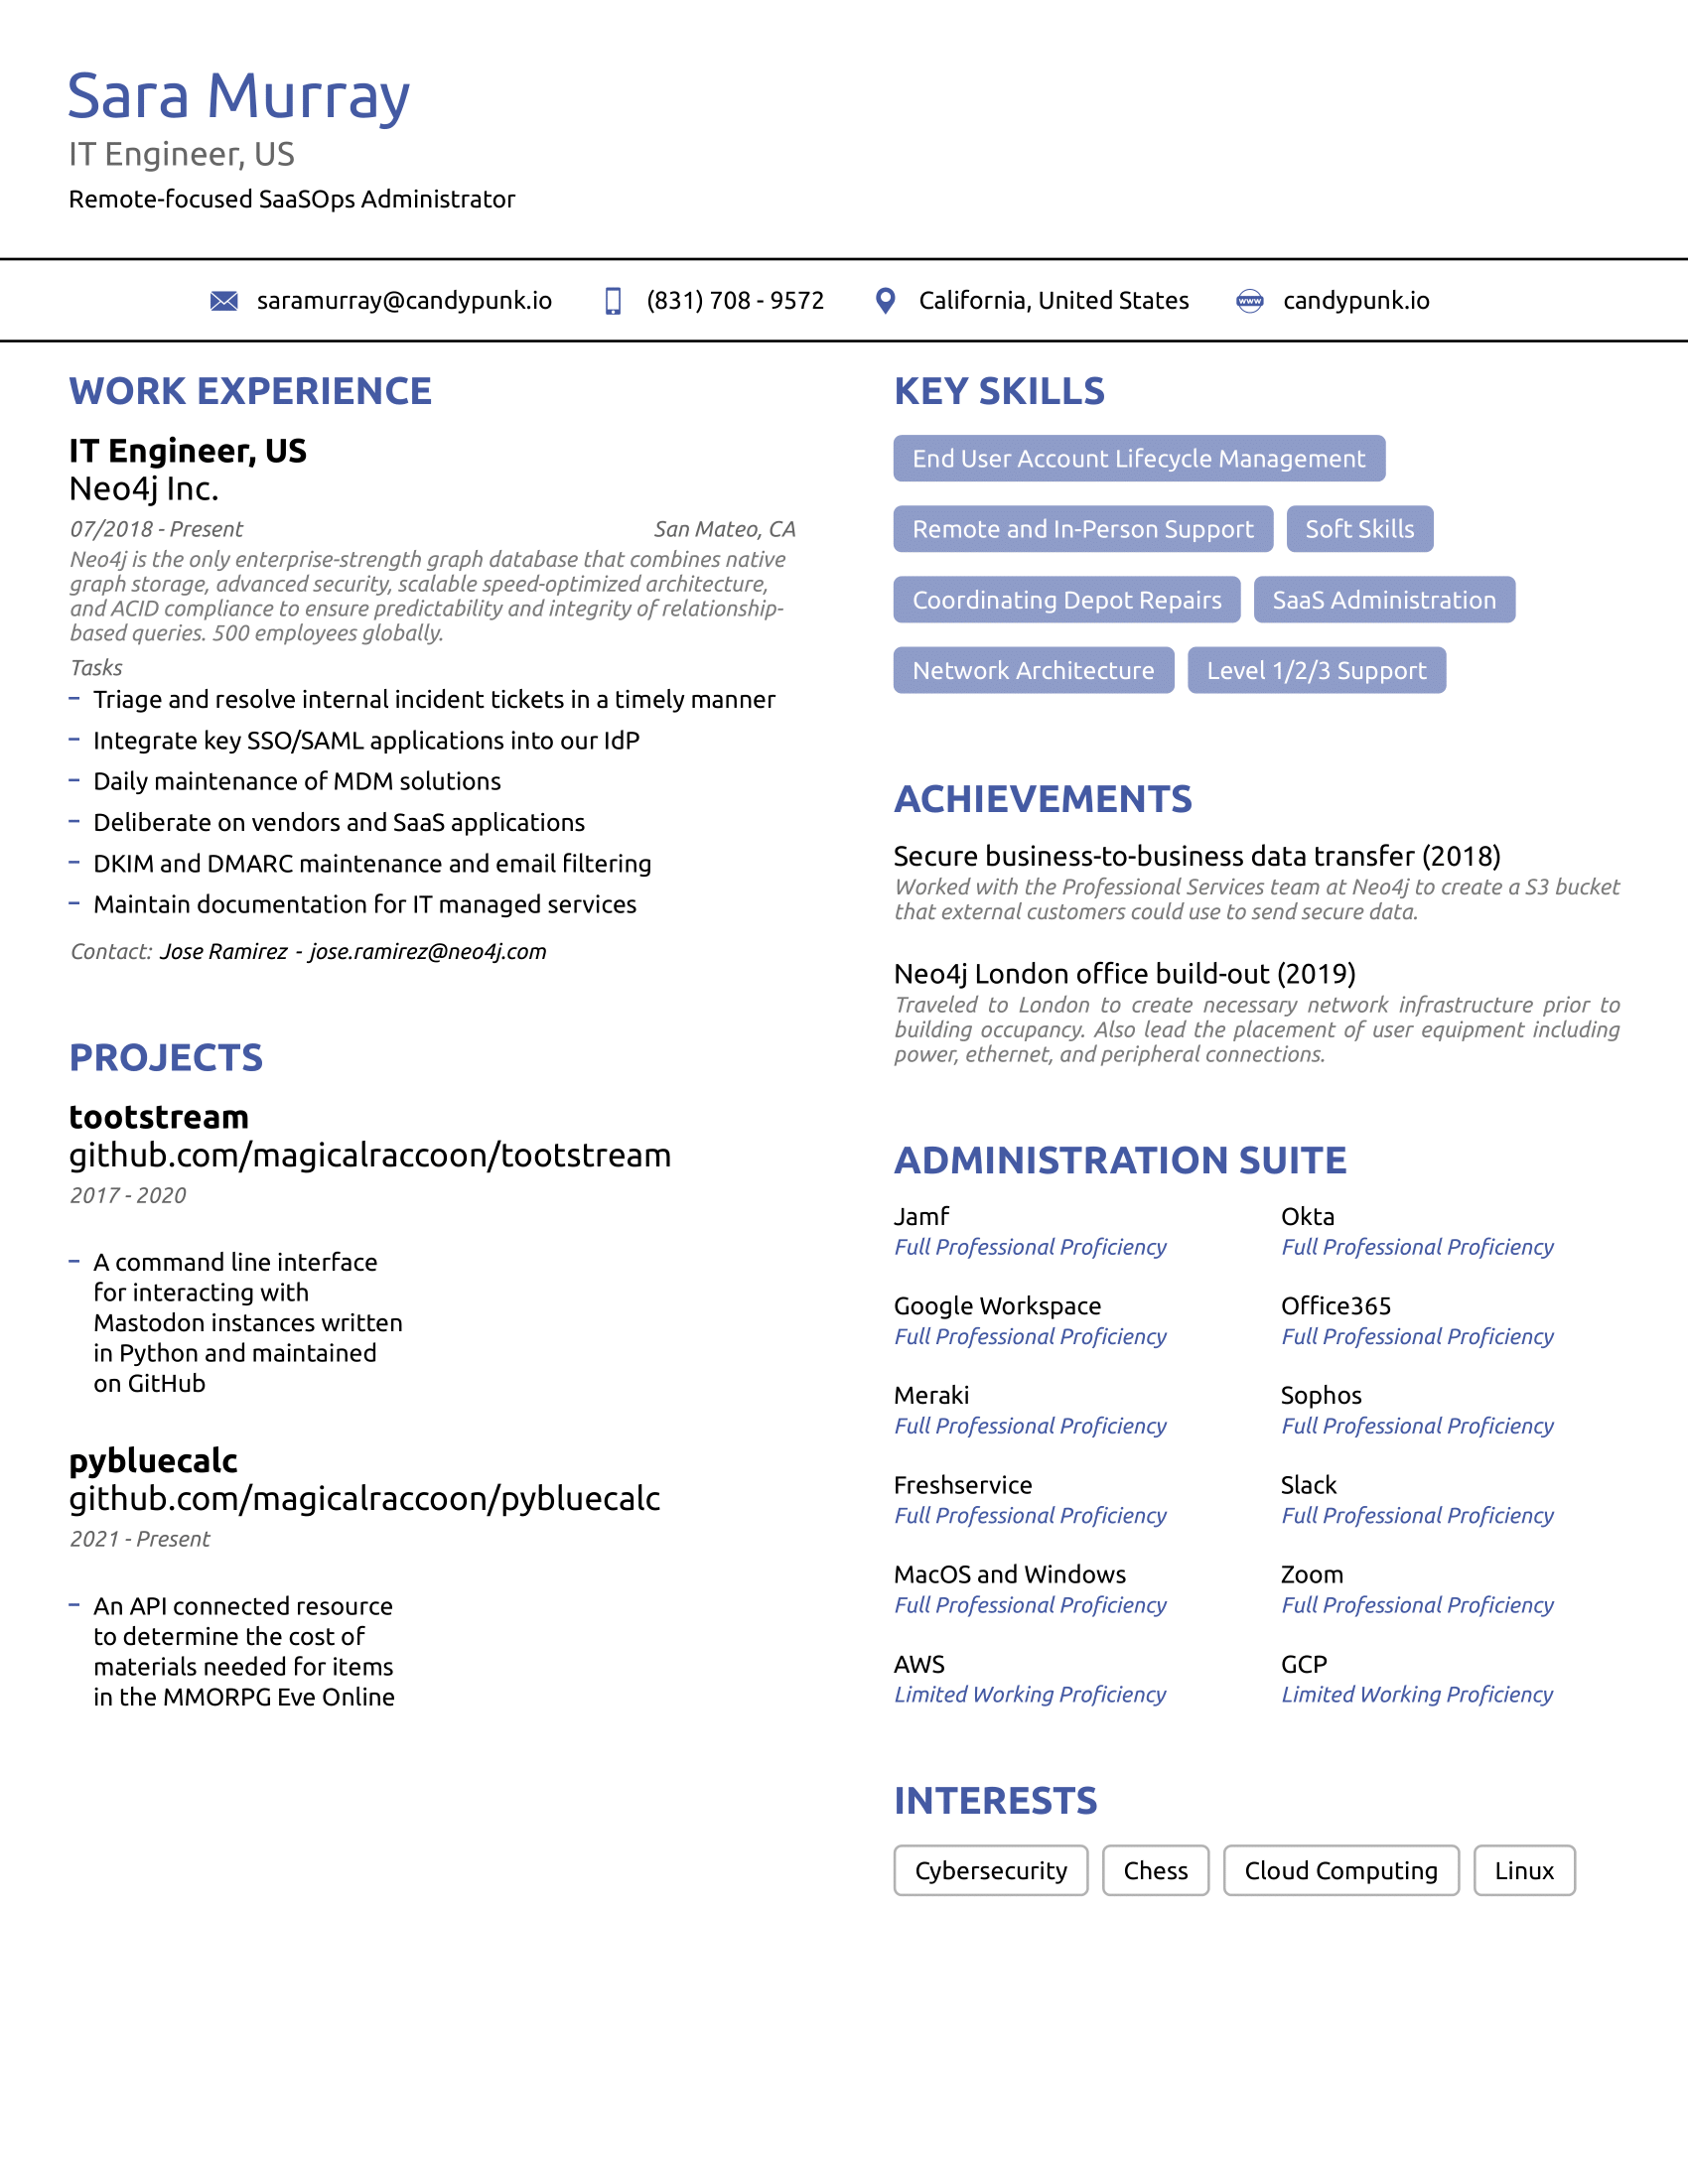 Sara Murray
IT Engineer, US
Remote-focused SaaSOps Administrator
saramurray@candypunk.io
(831) 708 - 9572
California, United States
www
candypunk.io
WORK EXPERIENCE
IT Engineer, US
Neo4j Inc.
07/2018 - Present
San Mateo, CA
Neo4j is the only enterprise-strength graph database that combines native
graph storage, advanced security, scalable speed-optimized architecture,
and ACID compliance to ensure predictability and integrity of relationship-
based queries. 500 employees globally.
Tasks
– Triage and resolve internal incident tickets in a timely manner
– Integrate key SSO/SAML applications into our IdP
– Daily maintenance of MDM solutions
– Deliberate on vendors and SaaS applications
– DKIM and DMARC maintenance and email filtering
– Maintain documentation for IT managed services
Contact: Jose Ramirez - jose.ramirez@neo4j.com
PROJECTS
tootstream
github.com/magicalraccoon/tootstream
2017 - 2020
– A command line interface
for interacting with
Mastodon instances written
in Python and maintained
on GitHub
pybluecalc
github.com/magicalraccoon/pybluecalc
2021 - Present
– An API connected resource
to determine the cost of
materials needed for items
in the MMORPG Eve Online
KEY SKILLS
End User Account Lifecycle Management
Remote and In-Person Support
Soft Skills
Coordinating Depot Repairs
SaaS Administration
Network Architecture
Level 1/2/3 Support
ACHIEVEMENTS
Secure business-to-business data transfer (2018)
Worked with the Professional Services team at Neo4j to create a S3 bucket
that external customers could use to send secure data.
Neo4j London office build-out (2019)
Traveled to London to create necessary network infrastructure prior to
building occupancy. Also lead the placement of user equipment including
power, ethernet, and peripheral connections.
ADMINISTRATION SUITE
Jamf
Full Professional Proficiency
Okta
Full Professional Proficiency
Google Workspace
Full Professional Proficiency
Office365
Full Professional Proficiency
Meraki
Full Professional Proficiency
Sophos
Full Professional Proficiency
Freshservice
Full Professional Proficiency
Slack
Full Professional Proficiency
MacOS and Windows
Full Professional Proficiency
Zoom
Full Professional Proficiency
AWS
Limited Working Proficiency
GCP
Limited Working Proficiency
INTERESTS
Cybersecurity
Chess
Cloud Computing
Linux